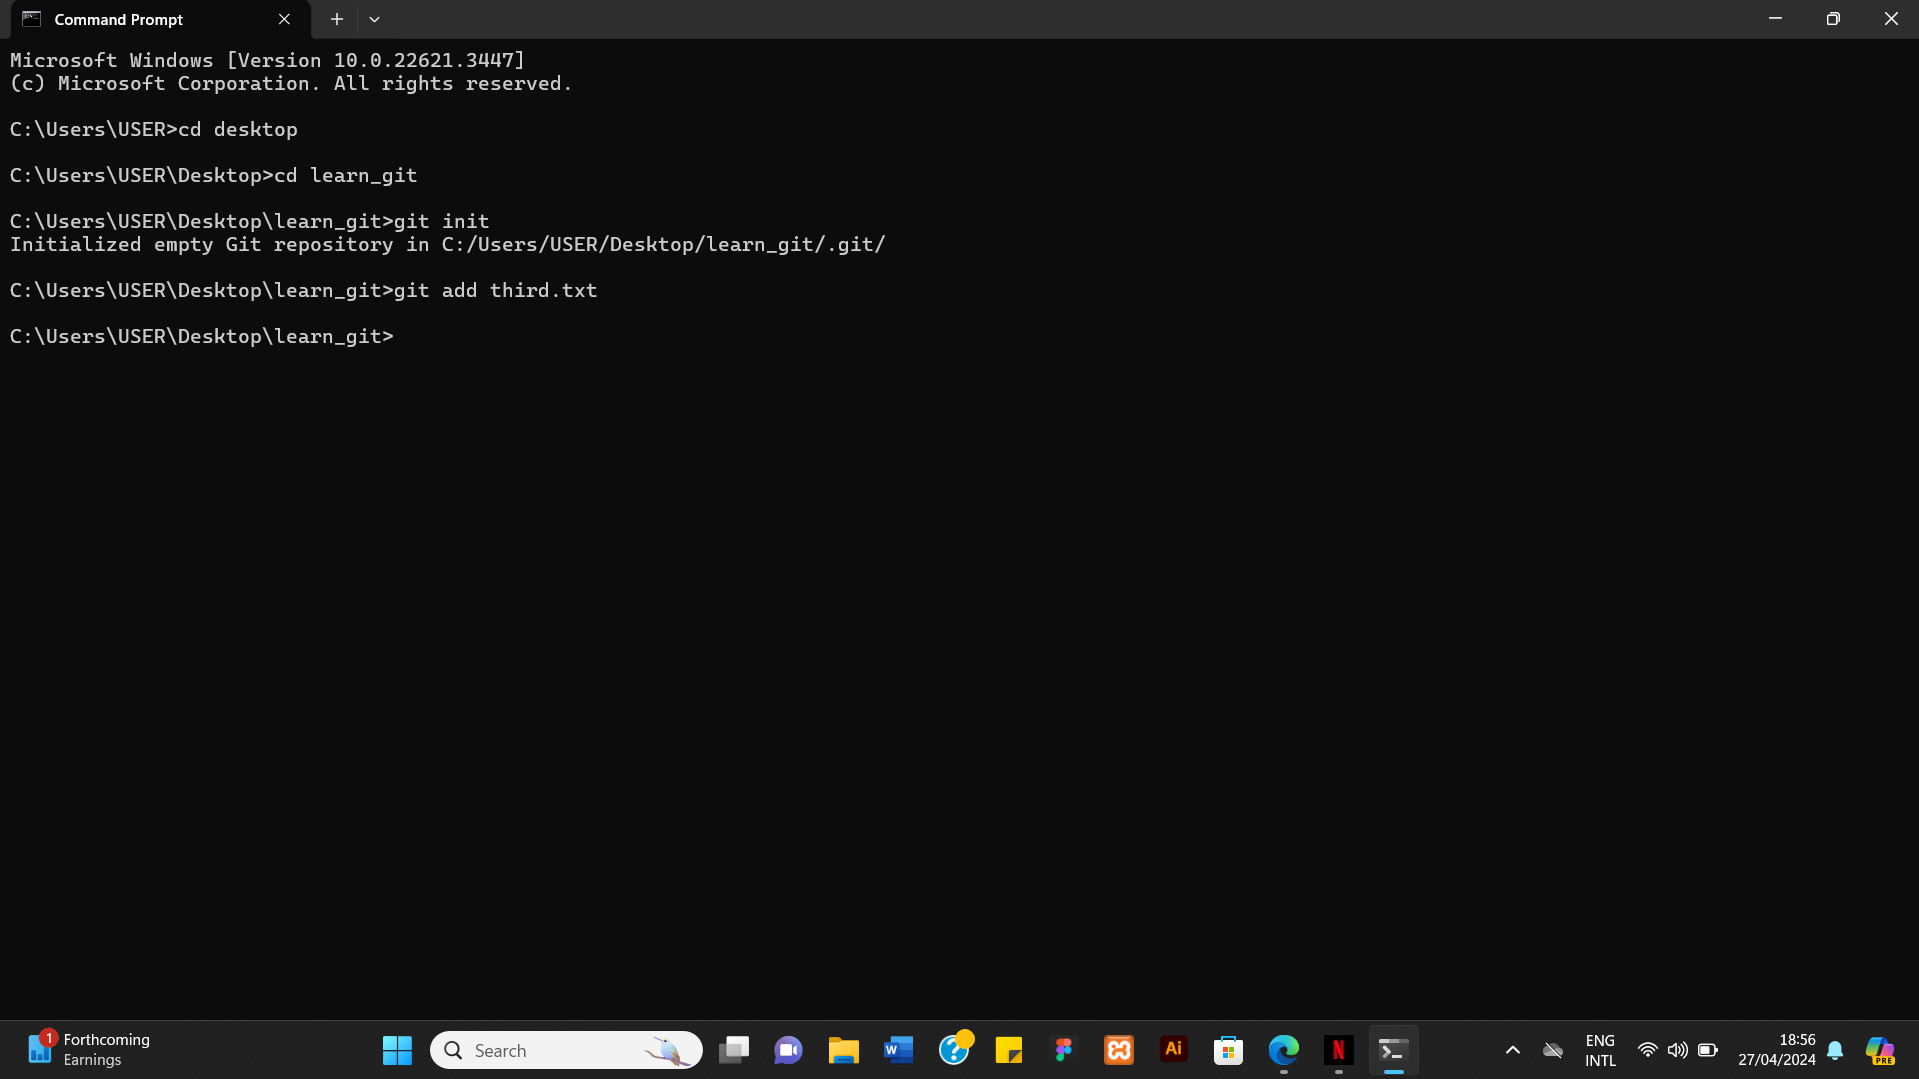 Command Prompt
Microsoft Windows [Version 10.0.22621.3447]
(c) Microsoft Corporation. All rights reserved.
C:\Users\USER>cd desktop
C:\Users\USER\Desktop>cd learn_git
C:\Users\USER\Desktop\learn_git>git init
Initialized empty Git repository in C:/Users/USER/Desktop/learn_git/.git/
C:\Users\USER\Desktop\learn_git>git add third.txt
C:\Users\USER\Desktop\learn_git>
1
Forthcoming
Earnings
Search
W
?
Ai
N
ENG
INTL
18:56
27/04/2024
PRE